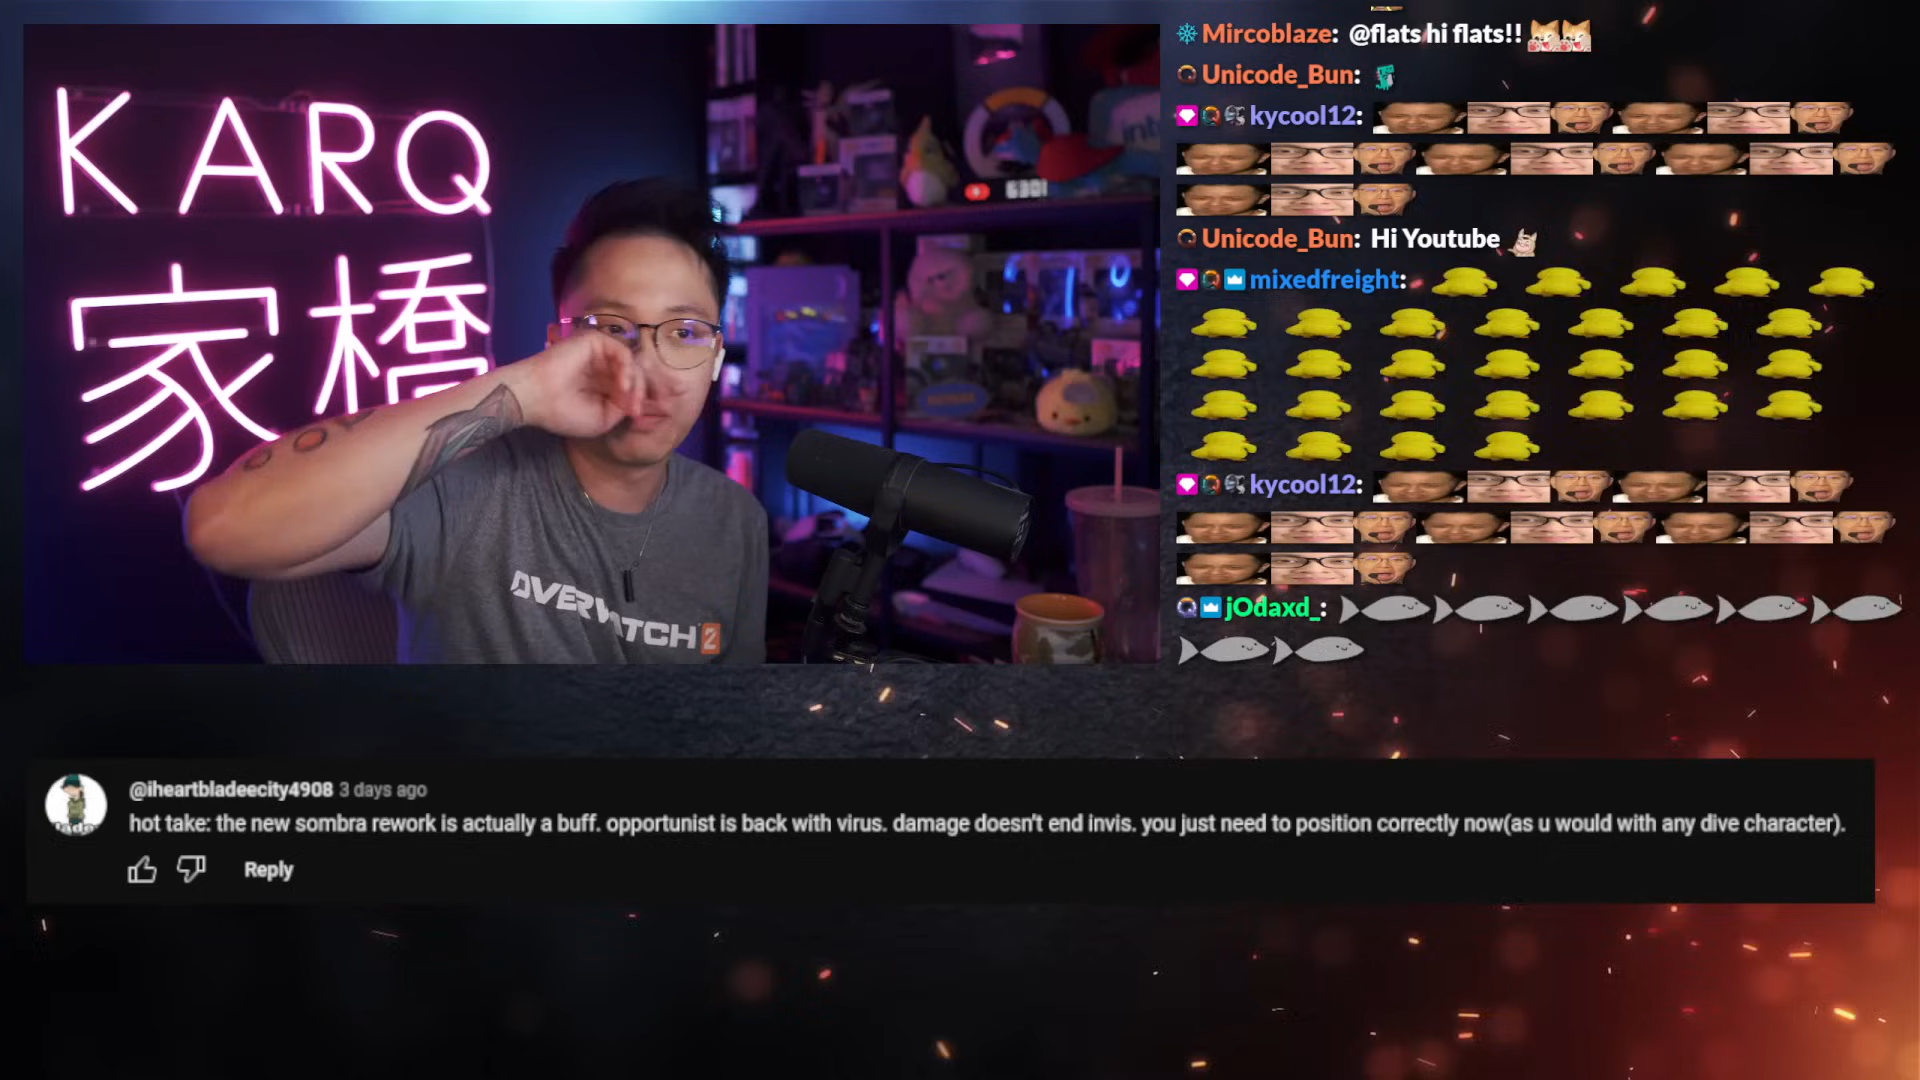 KARQ
家橋
6301
OVERWATCH 2
Mircoblaze: @flats hi flats!!
Unicode_Bun:
kycool12:
Unicode_Bun: Hi Youtube
mixedfreight:
kycool12:
jOdaxd_:
@iheartbladeecity4908 3 days ago
hot take: the new sombra rework is actually a buff. opportunist is back with virus. damage doesn't end invis. you just need to position correctly now(as u would with any dive character).
Reply